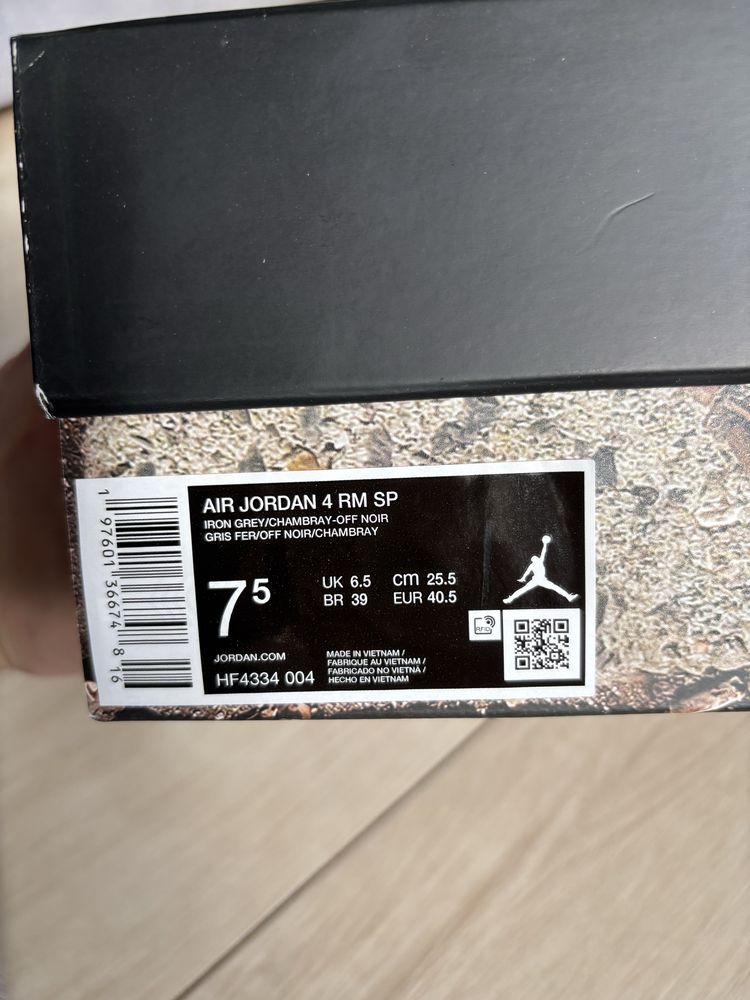 AIR JORDAN 4 RM SP
IRON GREY/CHAMBRAY-OFF NOIR
GRIS FER/OFF NOIR/CHAMBRAY
7⁵
UK 6.5 cm 25.5
BR 39 EUR 40.5
RFID
JORDAN.COM
HF4334 004
MADE IN VIETNAM /
FABRIQUE AU VIETNAM /
FABRICADO NO VIETNA /
HECHO EN VIETNAM
1 97601 36674 8 16